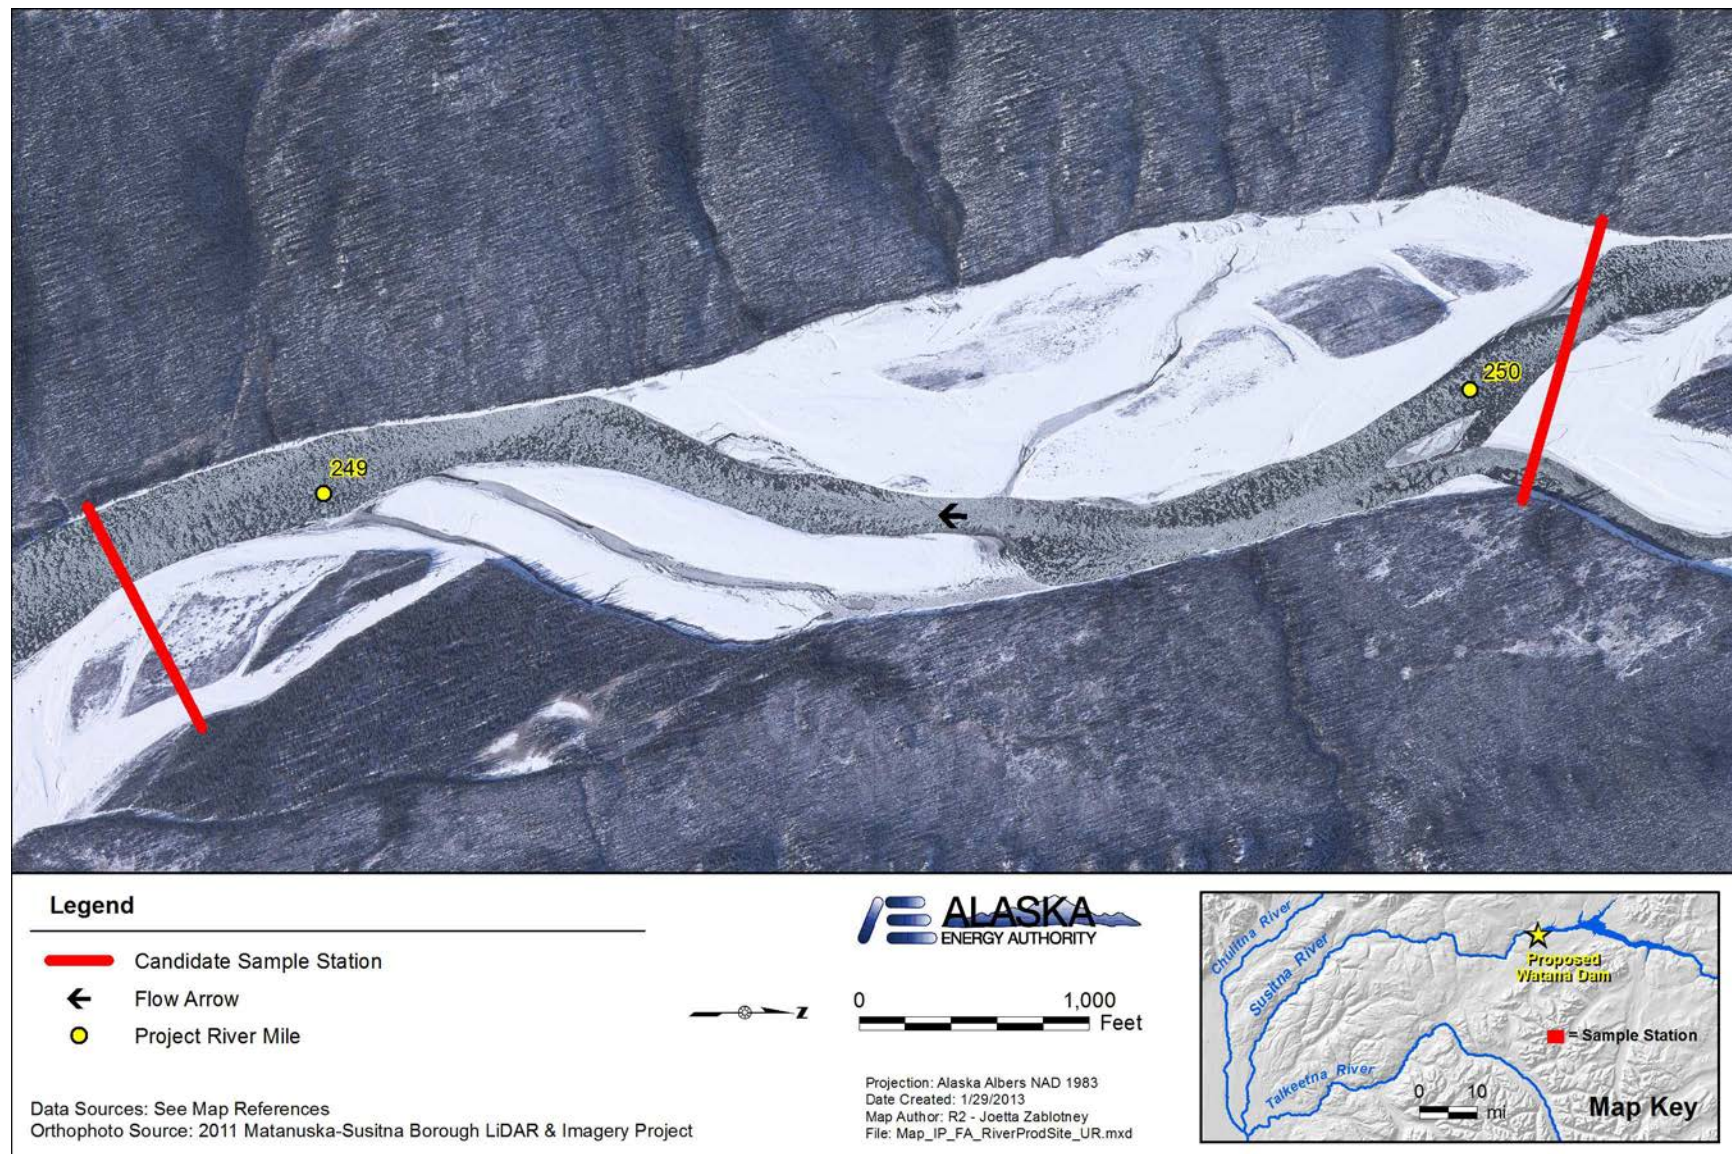 250
249
Legend
Candidate Sample Station
Flow Arrow
Project River Mile
Data Sources: See Map References
Orthophoto Source: 2011 Matanuska-Susitna Borough LiDAR & Imagery Project
Z
ALASKA
ENERGY AUTHORITY
0 1,000
Feet
Projection: Alaska Albers NAD 1983
Date Created: 1/29/2013
Map Author: R2 - Joetta Zablotney
File: Map_IP_FA_RiverProdSite_UR.mxd
Chulitna River
Susitna River
Proposed
Watana Dam
= Sample Station
Talkeetna River
0 10
mi
Map Key